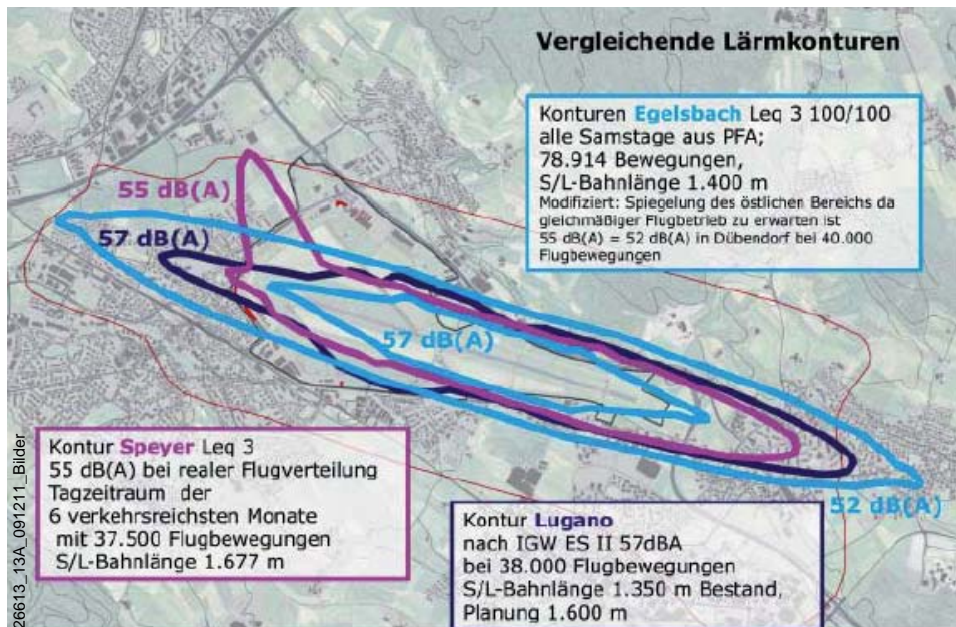 Vergleichende Lärmkonturen
Konturen Egelsbach Leq 3 100/100
alle Samstage aus PFA;
78.914 Bewegungen,
S/L-Bahnlänge 1.400 m
Modifiziert: Spiegelung des östlichen Bereichs da
gleichmäßiger Flugbetrieb zu erwarten ist
55 dB(A) = 52 dB(A) in Dübendorf bei 40.000
Flugbewegungen
55 dB(A)
57 dB(A)
57 dB(A)
52 dB(A)
Kontur Speyer Leq 3
55 dB(A) bei realer Flugverteilung
Tagzeitraum der
6 verkehrsreichsten Monate
mit 37.500 Flugbewegungen
S/L-Bahnlänge 1.677 m
Kontur Lugano
nach IGW ES II 57dBA
bei 38.000 Flugbewegungen
S/L-Bahnlänge 1.350 m Bestand,
Planung 1.600 m
26613_13A_091211_Bilder